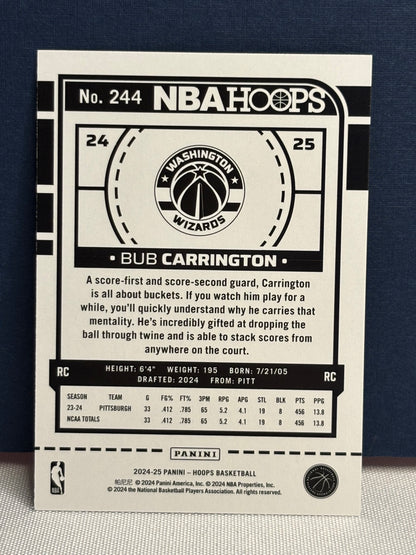 No. 244 NBA HOOPS
24 25
WASHINGTON
WIZARDS
• BUB CARRINGTON •
A score-first and score-second guard, Carrington
is all about buckets. If you watch him play for a
while, you'll quickly understand why he carries that
mentality. He's incredibly gifted at dropping the
ball through twine and is able to stack scores from
anywhere on the court.
RC HEIGHT: 6'4" WEIGHT: 195 BORN: 7/21/05 RC
DRAFTED: 2024 FROM: PITT
SEASON TEAM G FG% FT% 3PM RPG APG STL BLK PTS PPG
23-24 PITTSBURGH 33 .412 .785 65 5.2 4.1 19 8 456 13.8
NCAA TOTALS 33 .412 .785 65 5.2 4.1 19 8 456 13.8
PANINI
2024-25 PANINI – HOOPS BASKETBALL
帕尼尼 © 2024 Panini America, Inc. © 2024 NBA Properties, Inc.
© 2024 the National Basketball Players Association. All rights reserved.